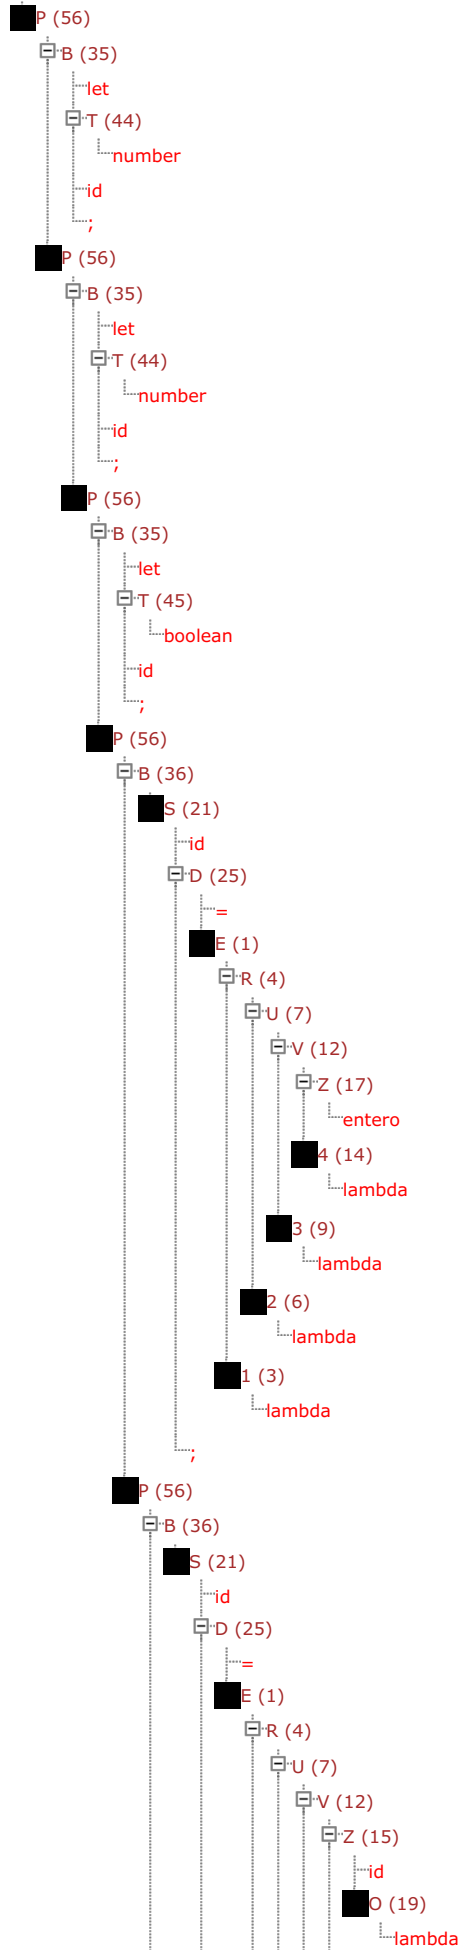 P (56)
B (35)
let
T (44)
number
id
;
P (56)
B (35)
let
T (44)
number
id
;
P (56)
B (35)
let
T (45)
boolean
id
;
P (56)
B (36)
S (21)
id
D (25)
=
E (1)
R (4)
U (7)
V (12)
Z (17)
entero
4 (14)
lambda
3 (9)
lambda
2 (6)
lambda
1 (3)
lambda
;
P (56)
B (36)
S (21)
id
D (25)
=
E (1)
R (4)
U (7)
V (12)
Z (15)
id
O (19)
lambda